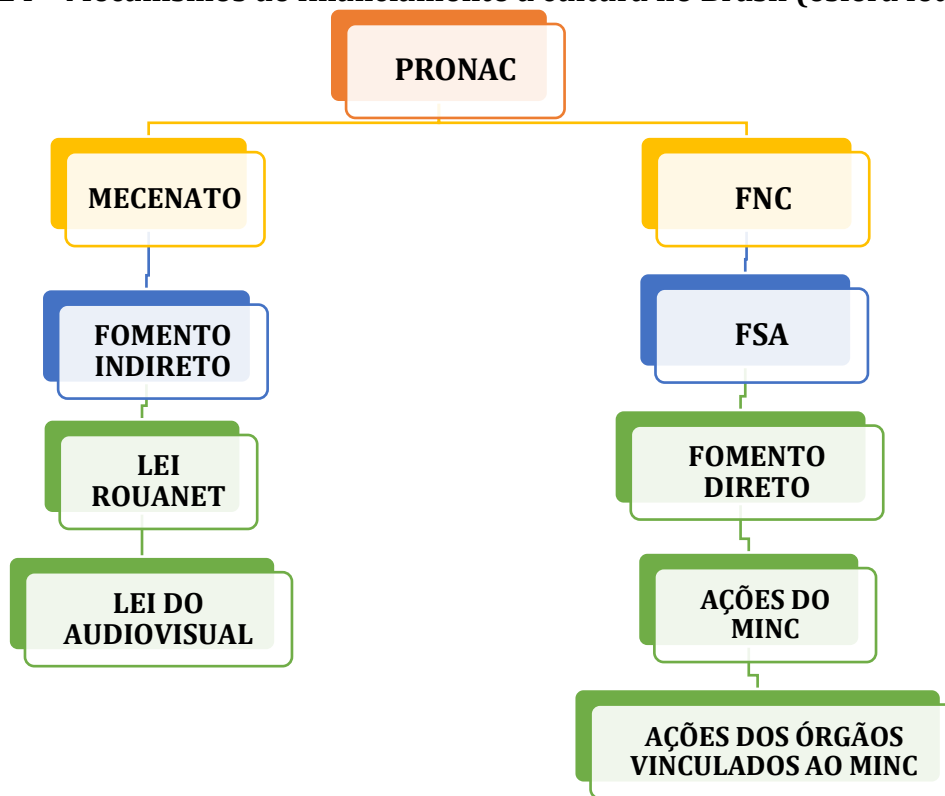 PRONAC
MECENATO
FNC
FOMENTO
INDIRETO
FSA
LEI
ROUANET
FOMENTO
DIRETO
LEI DO
AUDIOVISUAL
AÇÕES DO
MINC
AÇÕES DOS ÓRGÃOS
VINCULADOS AO MINC